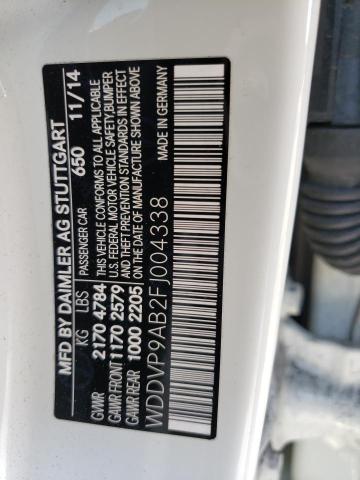 MFD BY DAIMLER AG STUTTGART
KG LBS PASSENGER CAR 650 11/14
GVWR 2170 4784 THIS VEHICLE CONFORMS TO ALL APPLICABLE
GAWR FRONT 1170 2579 U.S. FEDERAL MOTOR VEHICLE SAFETY,BUMPER
GAWR REAR 1000 2205 AND THEFT PREVENTION STANDARDS IN EFFECT
ON THE DATE OF MANUFACTURE SHOWN ABOVE
WDDVP9AB2FJ004338 MADE IN GERMANY